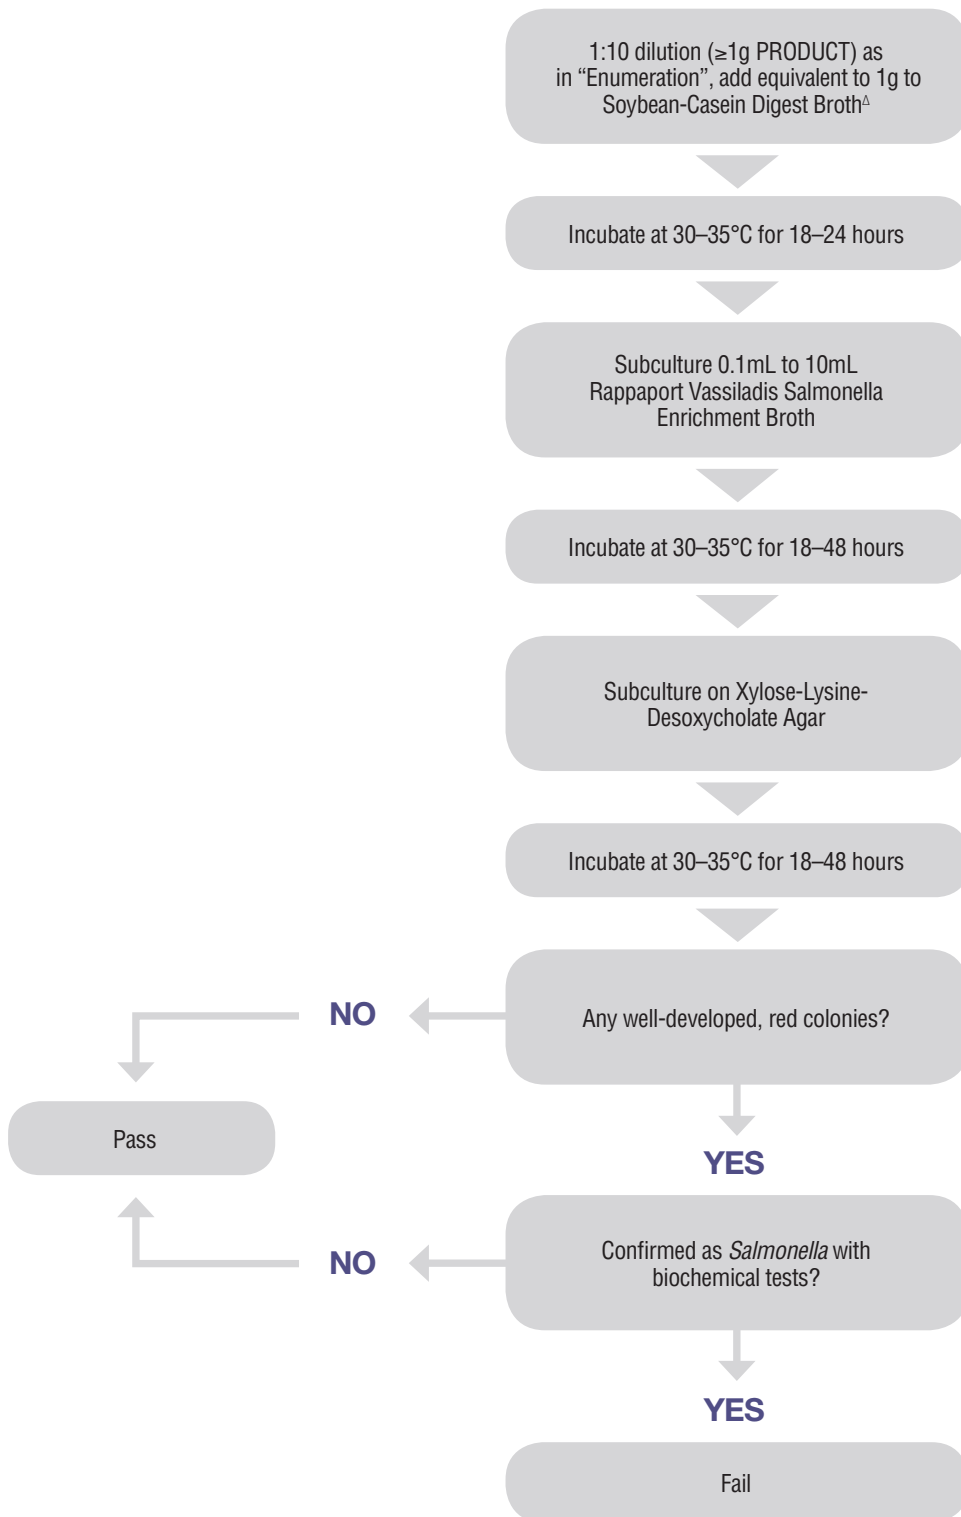 1:10 dilution (≥1g PRODUCT) as
in “Enumeration”, add equivalent to 1g to
Soybean-Casein Digest Broth∆
Incubate at 30–35°C for 18–24 hours
Subculture 0.1mL to 10mL
Rappaport Vassiladis Salmonella
Enrichment Broth
Incubate at 30–35°C for 18–48 hours
Subculture on Xylose-Lysine-
Desoxycholate Agar
Incubate at 30–35°C for 18–48 hours
Any well-developed, red colonies?
NO
Pass
YES
Confirmed as Salmonella with
biochemical tests?
NO
YES
Fail